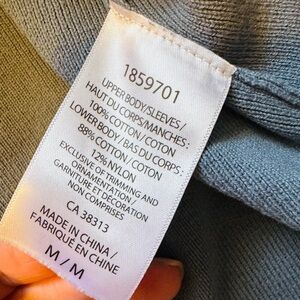 1859701
UPPER BODY/SLEEVES/
HAUT DU CORPS/MANCHES:
100% COTTON/COTON
LOWER BODY/BAS DU CORPS:
88% COTTON/COTON
12% NYLON
EXCLUSIVE OF TRIMMING AND
ORNAMENTATION/
GARNITURE ET DÉCORATION
NON COMPRISES
CA 38313
MADE IN CHINA/
FABRIQUÉ EN CHINE
M/M